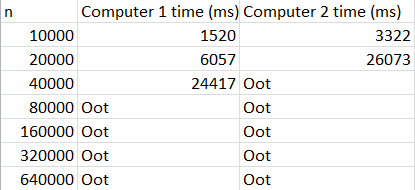 n Computer 1 time (ms) Computer 2 time (ms)
10000 1520 3322
20000 6057 26073
40000 24417 Oot
80000 Oot Oot
160000 Oot Oot
320000 Oot Oot
640000 Oot Oot